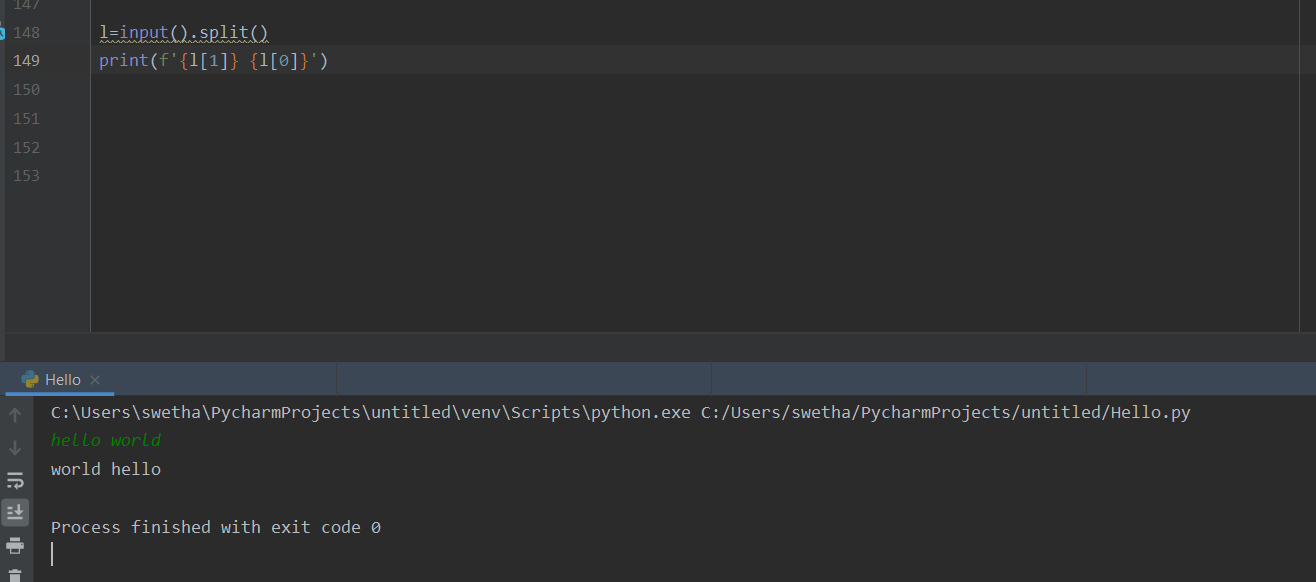 147
148 l=input().split()
149 print(f'{l[1]} {l[0]}')
150
151
152
153
Hello
C:\Users\swetha\PycharmProjects\untitled\venv\Scripts\python.exe C:/Users/swetha/PycharmProjects/untitled/Hello.py
hello world
world hello
Process finished with exit code 0